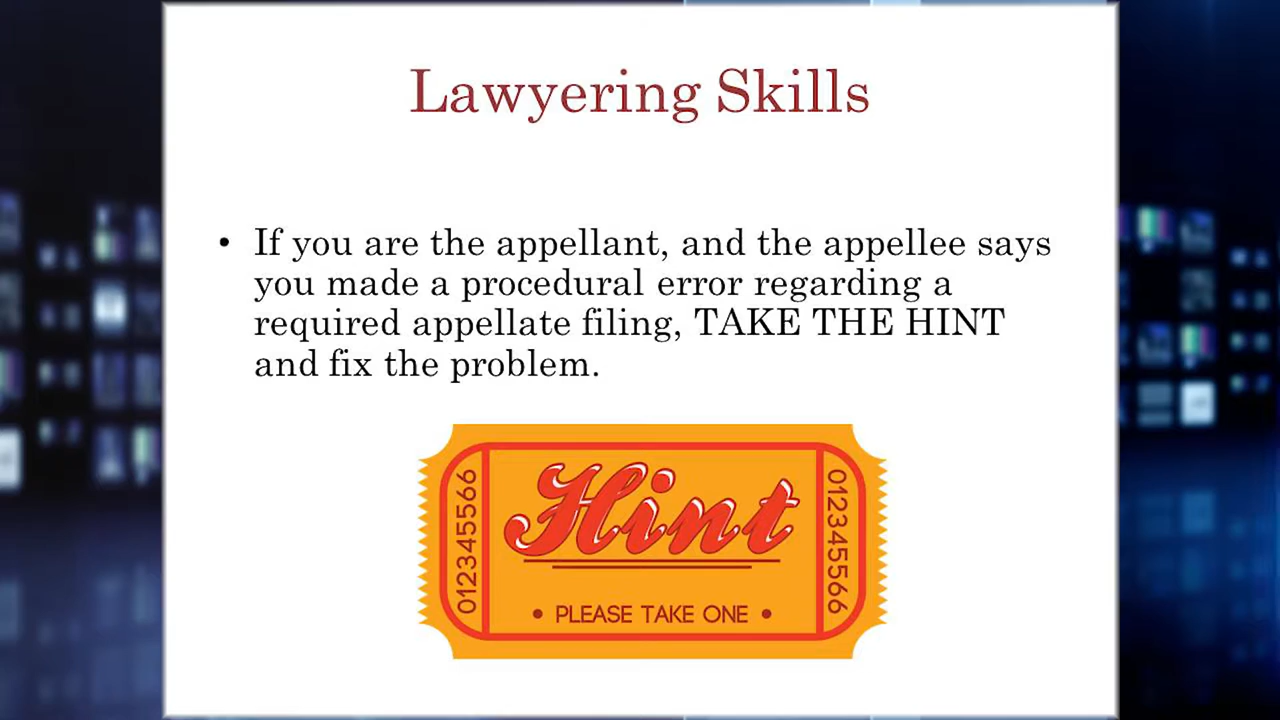 Lawyering Skills
• If you are the appellant, and the appellee says
you made a procedural error regarding a
required appellate filing, TAKE THE HINT
and fix the problem.
012345566
Hint
• PLEASE TAKE ONE •
012345566